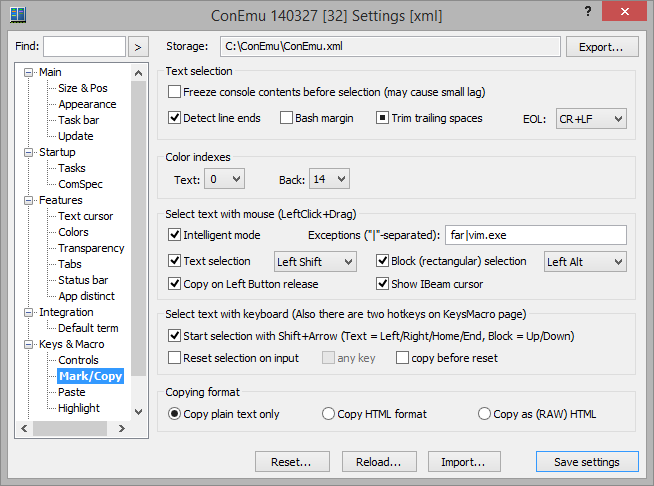 ConEmu 140327 [32] Settings [xml]
Find: > Storage: C:\ConEmu\ConEmu.xml Export...
Main
Size & Pos
Appearance
Task bar
Update
Startup
Tasks
ComSpec
Features
Text cursor
Colors
Transparency
Tabs
Status bar
App distinct
Integration
Default term
Keys & Macro
Controls
Mark/Copy
Paste
Highlight
Text selection
Freeze console contents before selection (may cause small lag)
Detect line ends Bash margin Trim trailing spaces EOL: CR+LF
Color indexes
Text: 0 Back: 14
Select text with mouse (LeftClick+Drag)
Intelligent mode Exceptions ("|"-separated): far|vim.exe
Text selection Left Shift Block (rectangular) selection Left Alt
Copy on Left Button release Show IBeam cursor
Select text with keyboard (Also there are two hotkeys on KeysMacro page)
Start selection with Shift+Arrow (Text = Left/Right/Home/End, Block = Up/Down)
Reset selection on input any key copy before reset
Copying format
Copy plain text only Copy HTML format Copy as (RAW) HTML
Reset... Reload... Import... Save settings